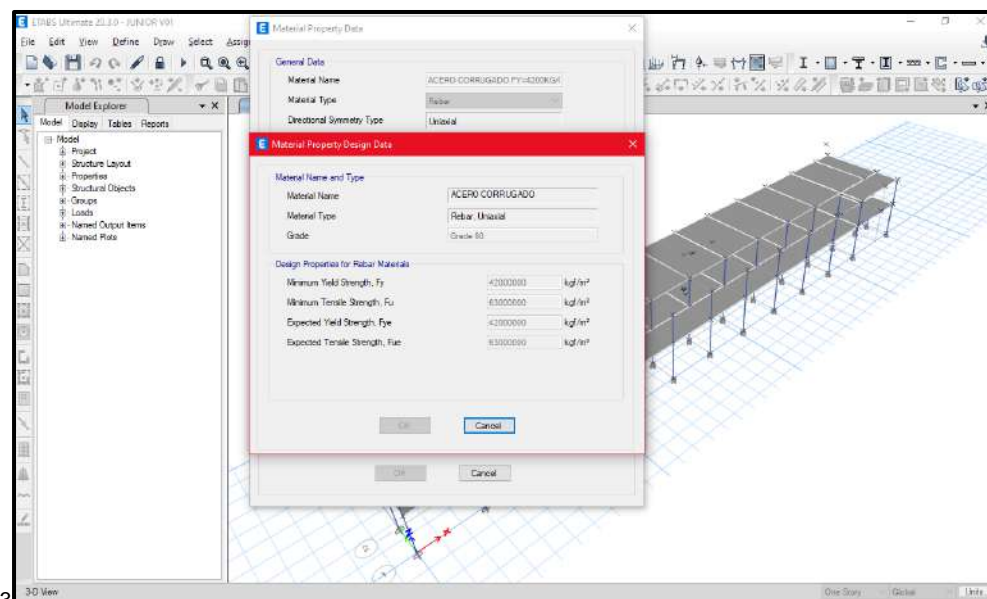 ETABS Ultimate 20.3.0 - JUNIOR V01
File Edit View Define Draw Select Assign
Model Explorer
Model Display Tables Reports
Model
Project
Structure Layout
Properties
Structural Objects
Groups
Loads
Named Output Items
Named Plots
Material Property Data
General Data
Material Name ACERO CORRUGADO FY=4200KG/
Material Type Rebar
Directional Symmetry Type Uniaxial
Material Property Design Data
Material Name and Type
Material Name ACERO CORRUGADO
Material Type Rebar, Uniaxial
Grade Grade 60
Design Properties for Rebar Materials
Minimum Yield Strength, Fy 42000000 kgf/m²
Minimum Tensile Strength, Fu 63000000 kgf/m²
Expected Yield Strength, Fye 42000000 kgf/m²
Expected Tensile Strength, Fue 63000000 kgf/m²
OK Cancel
OK Cancel
3-D View One Story Global Units